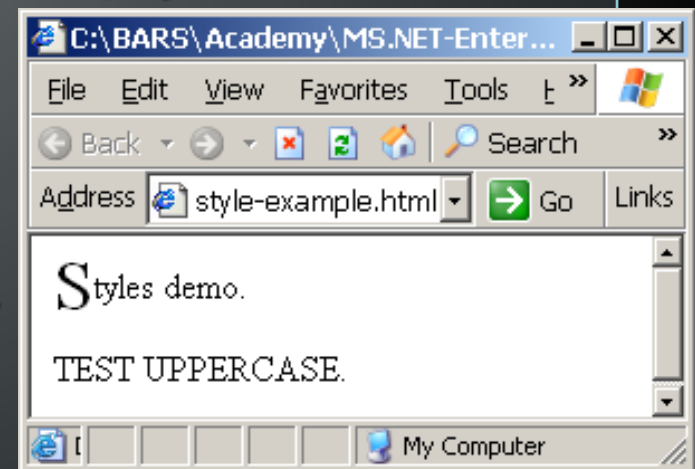 C:\BARS\Academy\MS.NET-Enter...
File Edit View Favorites Tools »
Back Search »
Address style-example.html Go Links
Styles demo.
TEST UPPERCASE.
My Computer